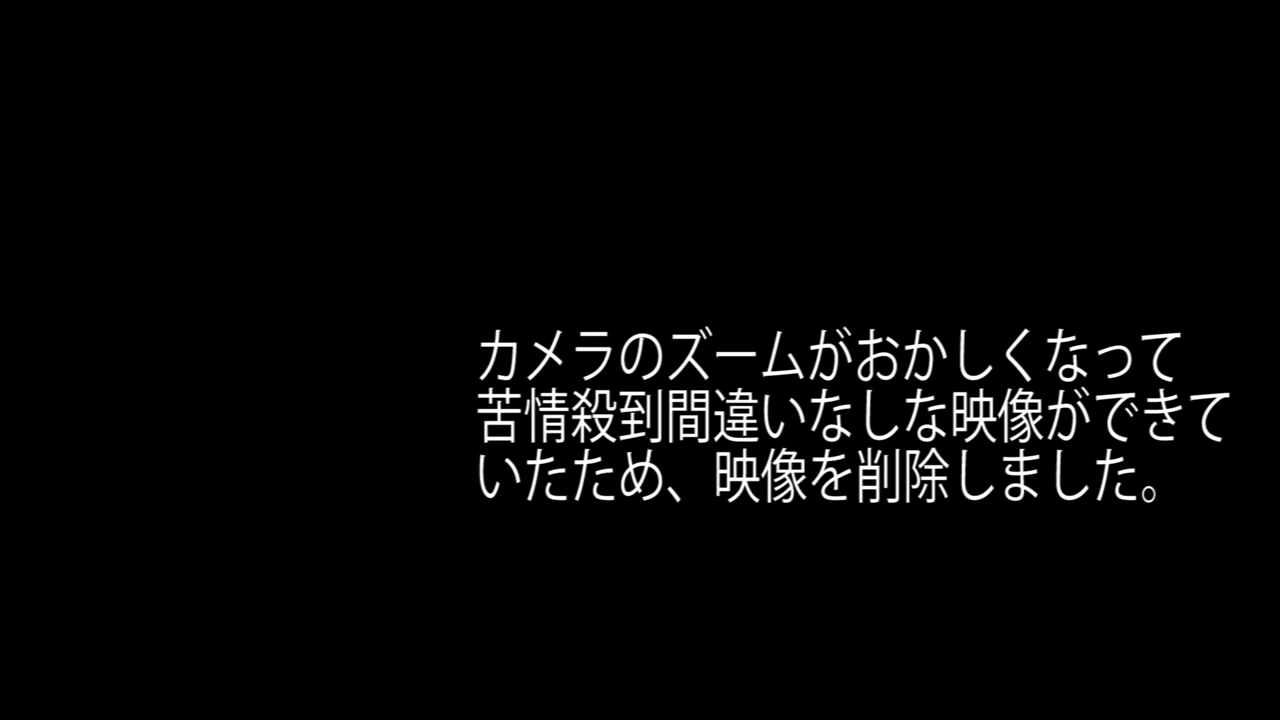 カメラのズームがおかしくなって
苦情殺到間違いなしな映像ができて
いたため、映像を削除しました。